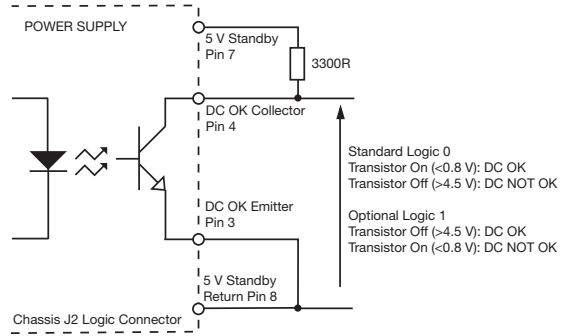 POWER SUPPLY
5 V Standby
Pin 7
3300R
DC OK Collector
Pin 4
Standard Logic 0
Transistor On (<0.8 V): DC OK
Transistor Off (>4.5 V): DC NOT OK
Optional Logic 1
Transistor Off (>4.5 V): DC OK
Transistor On (<0.8 V): DC NOT OK
DC OK Emitter
Pin 3
5 V Standby
Return Pin 8
Chassis J2 Logic Connector